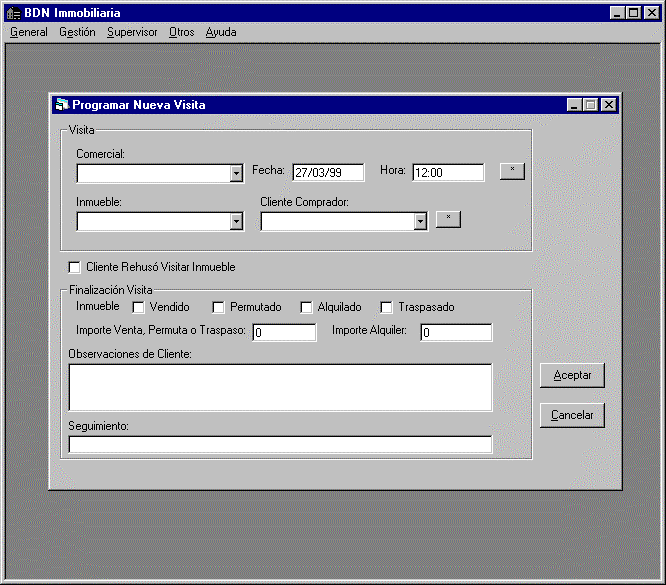 BDN Immobiliaria
General Gestión Supervisor Otros Ayuda
Programar Nueva Visita
Visita
Comercial:
Fecha: 27/03/99 Hora: 12:00 *
Inmueble: Cliente Comprador:
*
Cliente Rehusó Visitar Inmueble
Finalización Visita
Inmueble Vendido Permutado Alquilado Traspasado
Importe Venta, Permuta o Traspaso: 0 Importe Alquiler: 0
Observaciones de Cliente:
Aceptar
Cancelar
Seguimiento: